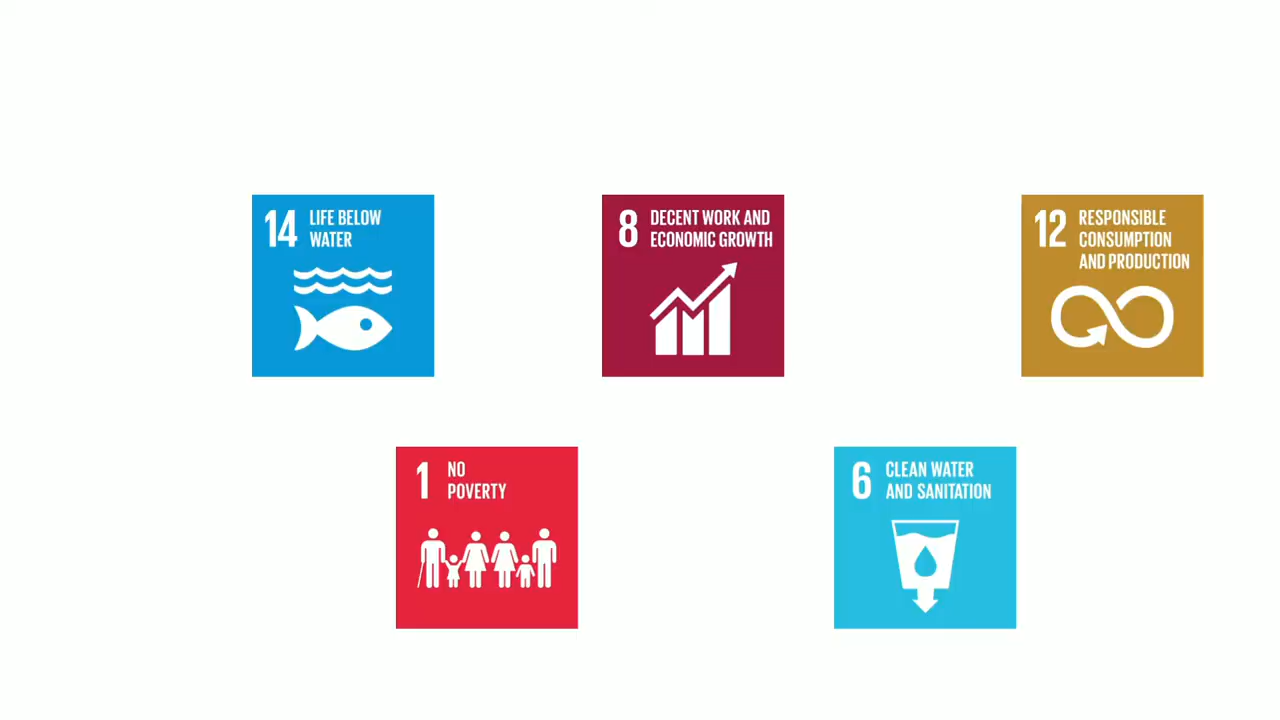 14 LIFE BELOW
WATER
8 DECENT WORK AND
ECONOMIC GROWTH
12 RESPONSIBLE
CONSUMPTION
AND PRODUCTION
1 NO
POVERTY
6 CLEAN WATER
AND SANITATION